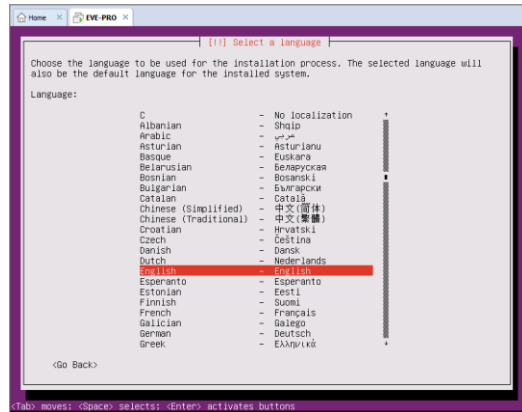 Home × EVE-PRO ×
[!!] Select a language
Choose the language to be used for the installation process. The selected language will
also be the default language for the installed system.
Language:
C - No localization
Albanian - Shqip
Arabic - عربي
Asturian - Asturianu
Basque - Euskara
Belarusian - Беларуская
Bosnian - Bosanski
Bulgarian - Български
Catalan - Català
Chinese (Simplified) - 中文(简体)
Chinese (Traditional) - 中文(繁體)
Croatian - Hrvatski
Czech - Čeština
Danish - Dansk
Dutch - Nederlands
English - English
Esperanto - Esperanto
Estonian - Eesti
Finnish - Suomi
French - Français
Galician - Galego
German - Deutsch
Greek - Ελληνικά
<Go Back>
<Tab> moves; <Space> selects; <Enter> activates buttons